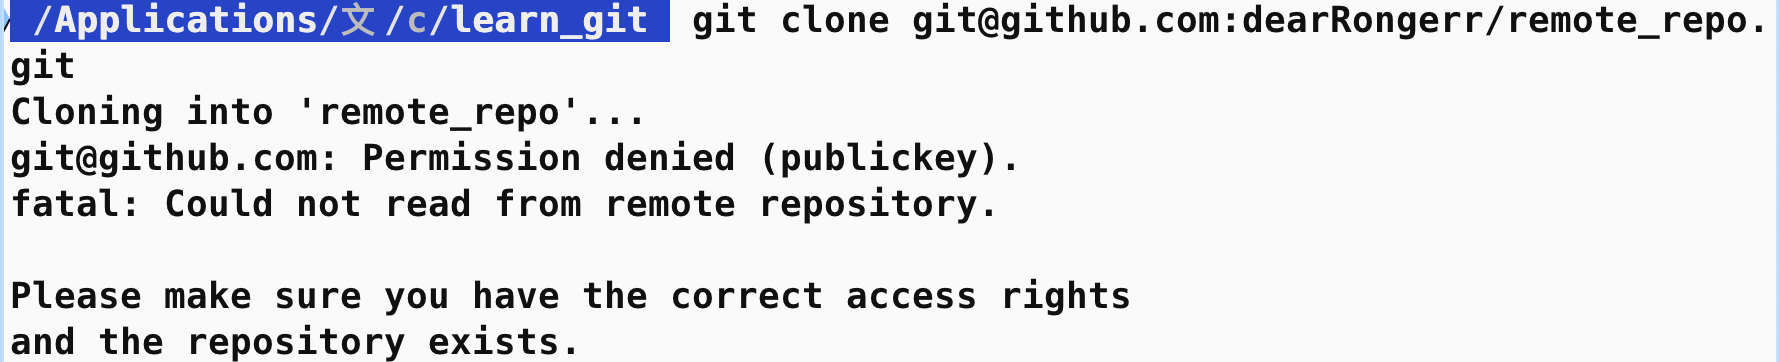 /Applications/文/c/learn_git git clone git@github.com:dearRongerr/remote_repo.
git
Cloning into 'remote_repo'...
git@github.com: Permission denied (publickey).
fatal: Could not read from remote repository.
Please make sure you have the correct access rights
and the repository exists.